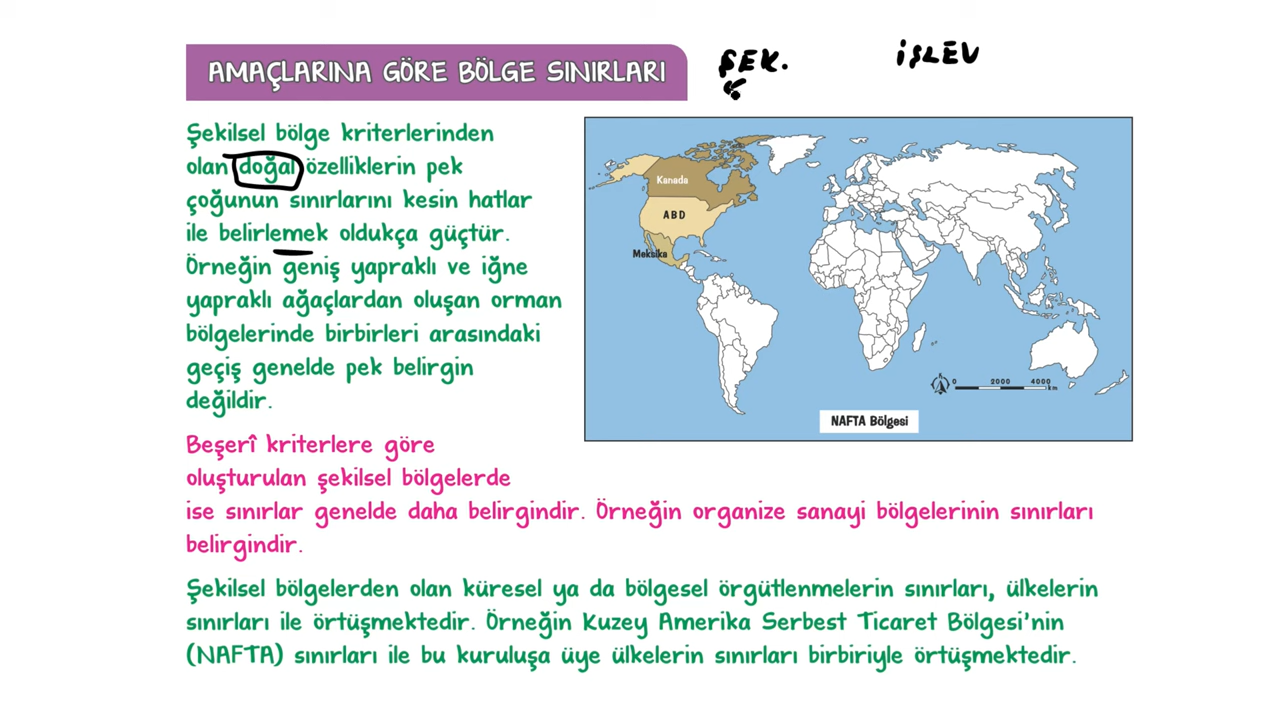 AMAÇLARINA GÖRE BÖLGE SINIRLARI
ŞEK.
İŞLEV
Şekilsel bölge kriterlerinden
olan doğal özelliklerin pek
çoğunun sınırlarını kesin hatlar
ile belirlemek oldukça güçtür.
Örneğin geniş yapraklı ve iğne
yapraklı ağaçlardan oluşan orman
bölgelerinde birbirleri arasındaki
geçiş genelde pek belirgin
değildir.
Kanada
ABD
Meksika
N
0 2000 4000
km
NAFTA Bölgesi
Beşerî kriterlere göre
oluşturulan şekilsel bölgelerde
ise sınırlar genelde daha belirgindir. Örneğin organize sanayi bölgelerinin sınırları
belirgindir.
Şekilsel bölgelerden olan küresel ya da bölgesel örgütlenmelerin sınırları, ülkelerin
sınırları ile örtüşmektedir. Örneğin Kuzey Amerika Serbest Ticaret Bölgesi'nin
(NAFTA) sınırları ile bu kuruluşa üye ülkelerin sınırları birbiriyle örtüşmektedir.